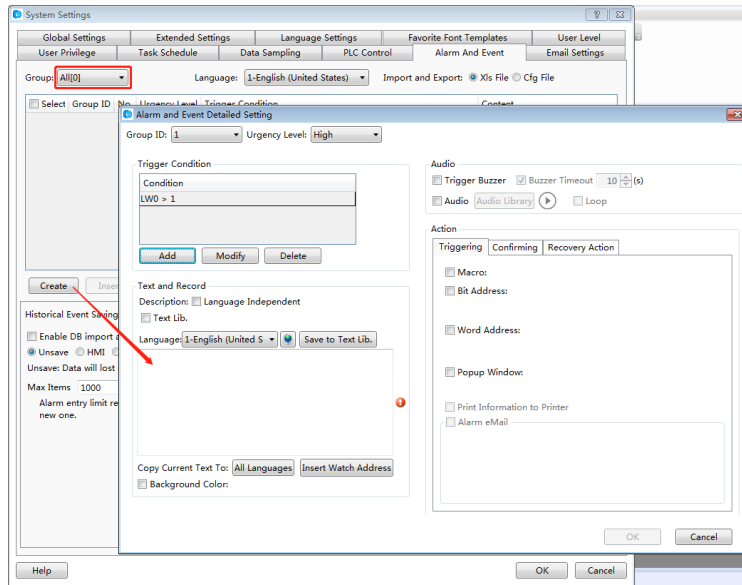 System Settings
Global Settings Extended Settings Language Settings Favorite Font Templates User Level
User Privilege Task Schedule Data Sampling PLC Control Alarm And Event Email Settings
Group: All[0] Language: 1-English (United States) Import and Export: Xls File Cfg File
Select Group ID No. Urgency Level Trigger Condition Content
Alarm and Event Detailed Setting
Group ID: 1 Urgency Level: High
Trigger Condition
Condition
LW0 > 1
Add Modify Delete
Audio
Trigger Buzzer Buzzer Timeout 10 (s)
Audio Audio Library Loop
Action
Triggering Confirming Recovery Action
Macro:
Bit Address:
Word Address:
Popup Window:
Print Information to Printer
Alarm eMail
Create Inser
Text and Record
Description: Language Independent
Text Lib.
Language: 1-English (United S Save to Text Lib.
Copy Current Text To: All Languages Insert Watch Address
Background Color:
Historical Event Saving
Enable DB import a
Unsave HMI
Unsave: Data will lost
Max Items 1000
Alarm entry limit re
new one.
OK Cancel
Help OK Cancel